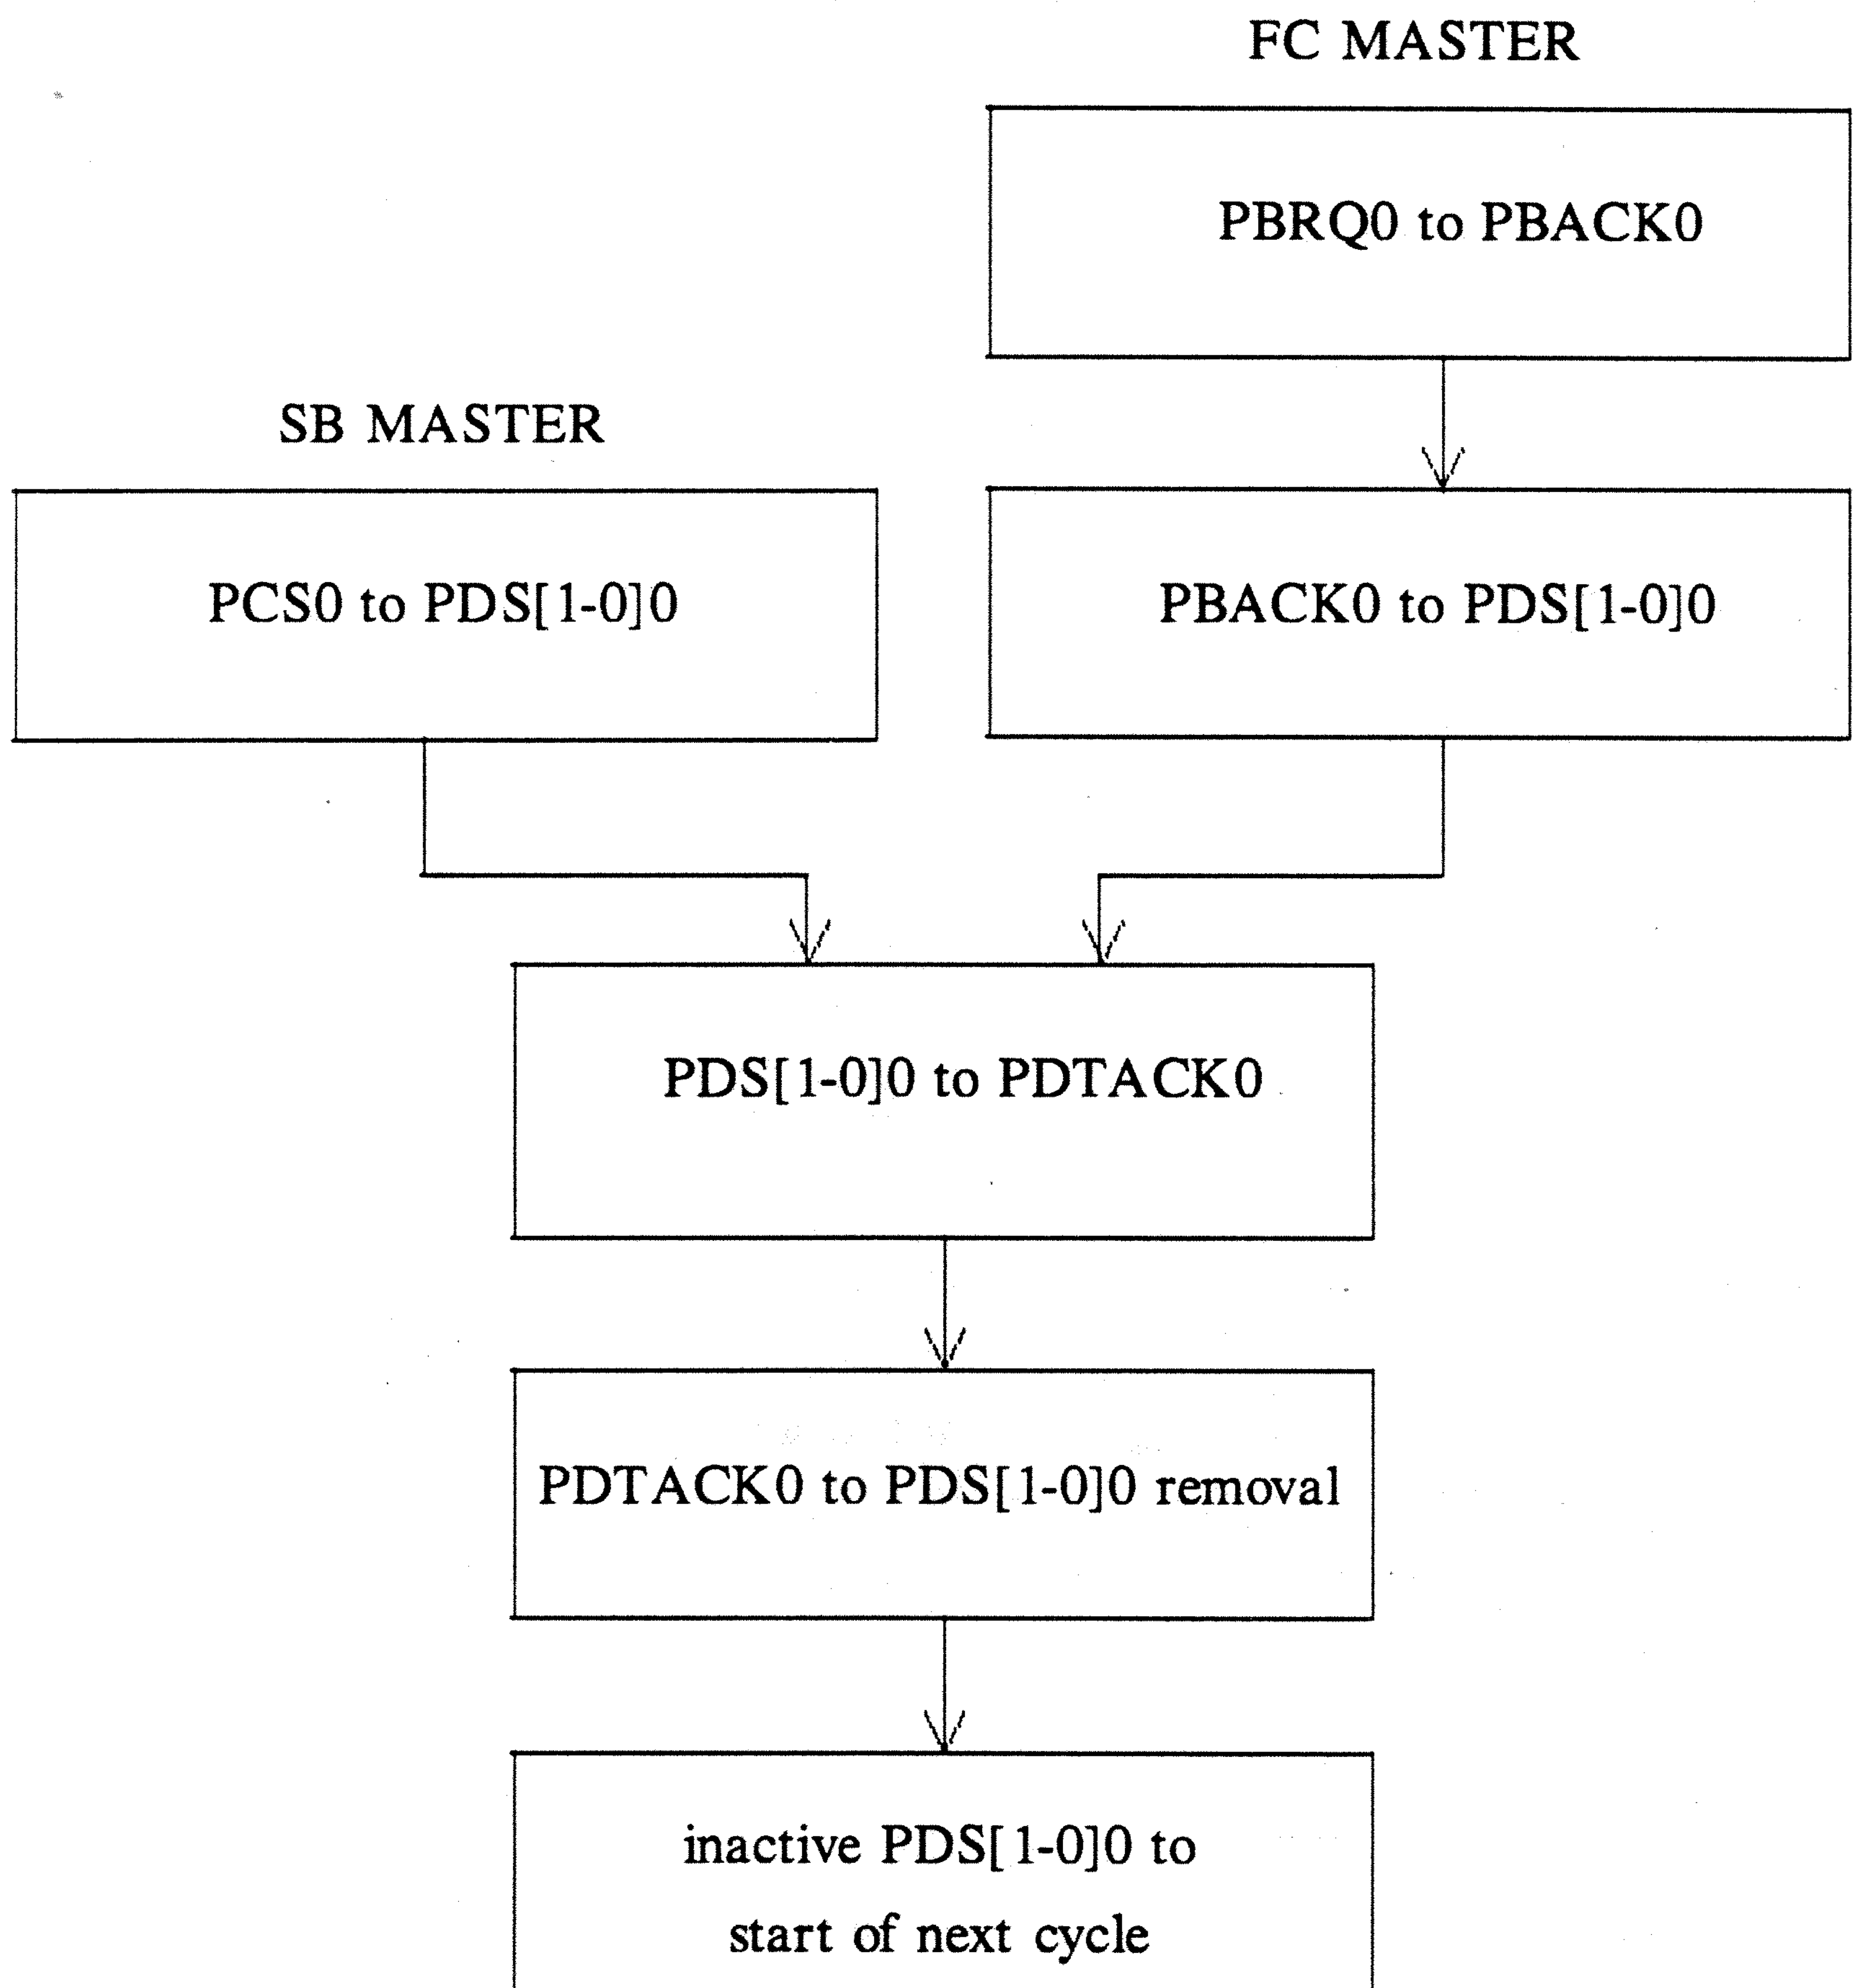 FC MASTER
PBRQ0 to PBACK0
SB MASTER
PCS0 to PDS[1-0]0
PBACK0 to PDS[1-0]0
PDS[1-0]0 to PDTACK0
PDTACK0 to PDS[1-0]0 removal
inactive PDS[1-0]0 to
start of next cycle